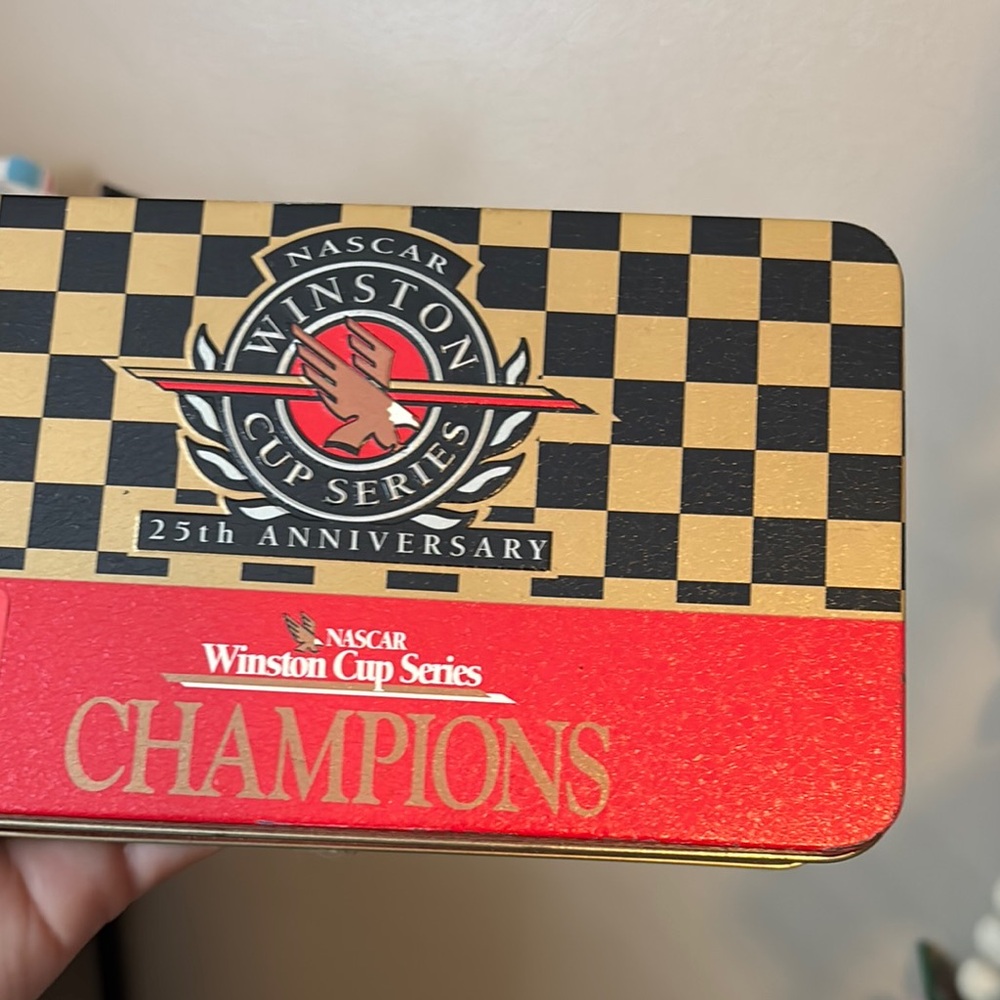 NASCAR
WINSTON
CUP SERIES
25th ANNIVERSARY
NASCAR
Winston Cup Series
CHAMPIONS